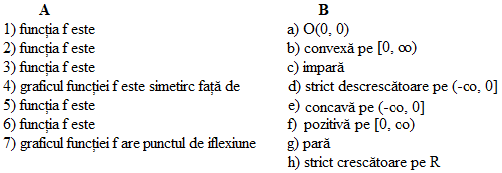 A B
1) funcția f este a) O(0, 0)
2) funcția f este b) convexă pe [0, ∞)
3) funcția f este c) impară
4) graficul funcției f este simetirc față de d) strict descrescătoare pe (-co, 0]
5) funcția f este e) concavă pe (-co, 0]
6) funcția f este f) pozitivă pe [0, co)
7) graficul funcției f are punctul de iflexiune g) pară
h) strict crescătoare pe R